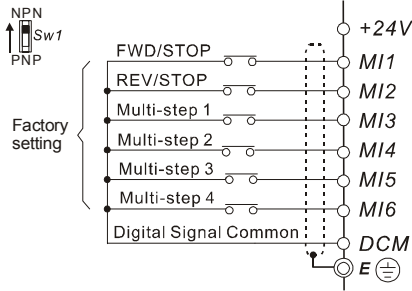 NPN
Sw1
PNP
+24V
FWD/STOP
MI1
REV/STOP
MI2
Multi-step 1
MI3
Factory
setting
Multi-step 2
MI4
Multi-step 3
MI5
Multi-step 4
MI6
Digital Signal Common
DCM
E